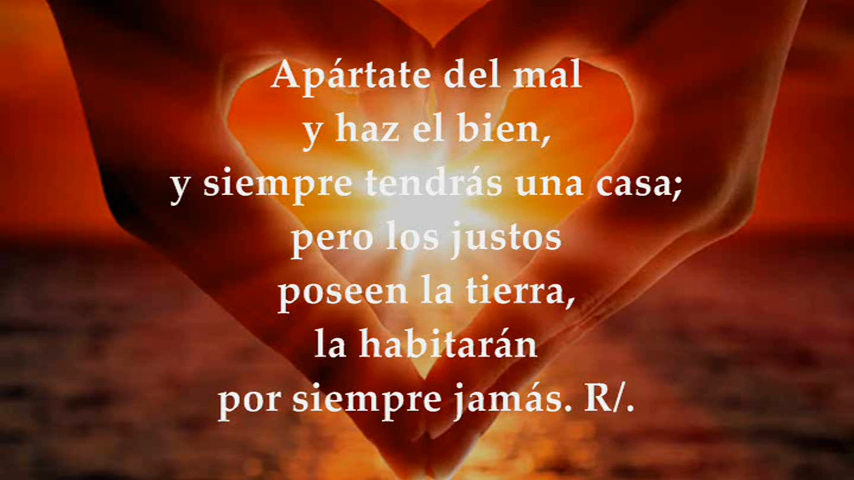 Apártate del mal
y haz el bien,
y siempre tendrás una casa;
pero los justos
poseen la tierra,
la habitarán
por siempre jamás. R/.